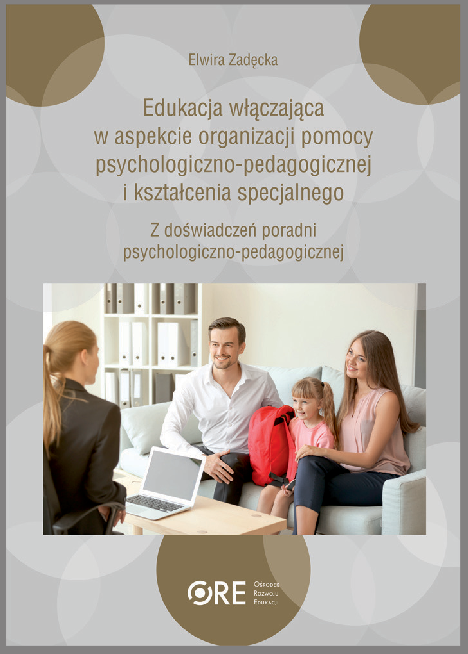 Elwira Zadęcka
Edukacja włączająca
w aspekcie organizacji pomocy
psychologiczno-pedagogicznej
i kształcenia specjalnego
Z doświadczeń poradni
psychologiczno-pedagogicznej
ORE
Ośrodek
Rozwoju
Edukacji